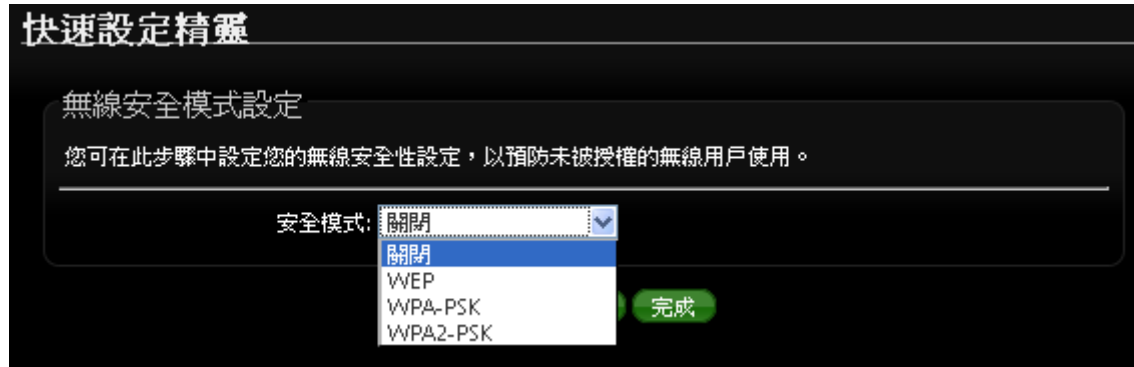 快速設定精靈
無線安全模式設定
您可在此步驟中設定您的無線安全性設定，以預防未被授權的無線用戶使用。
安全模式: 關閉
關閉
WEP
WPA-PSK
WPA2-PSK
完成